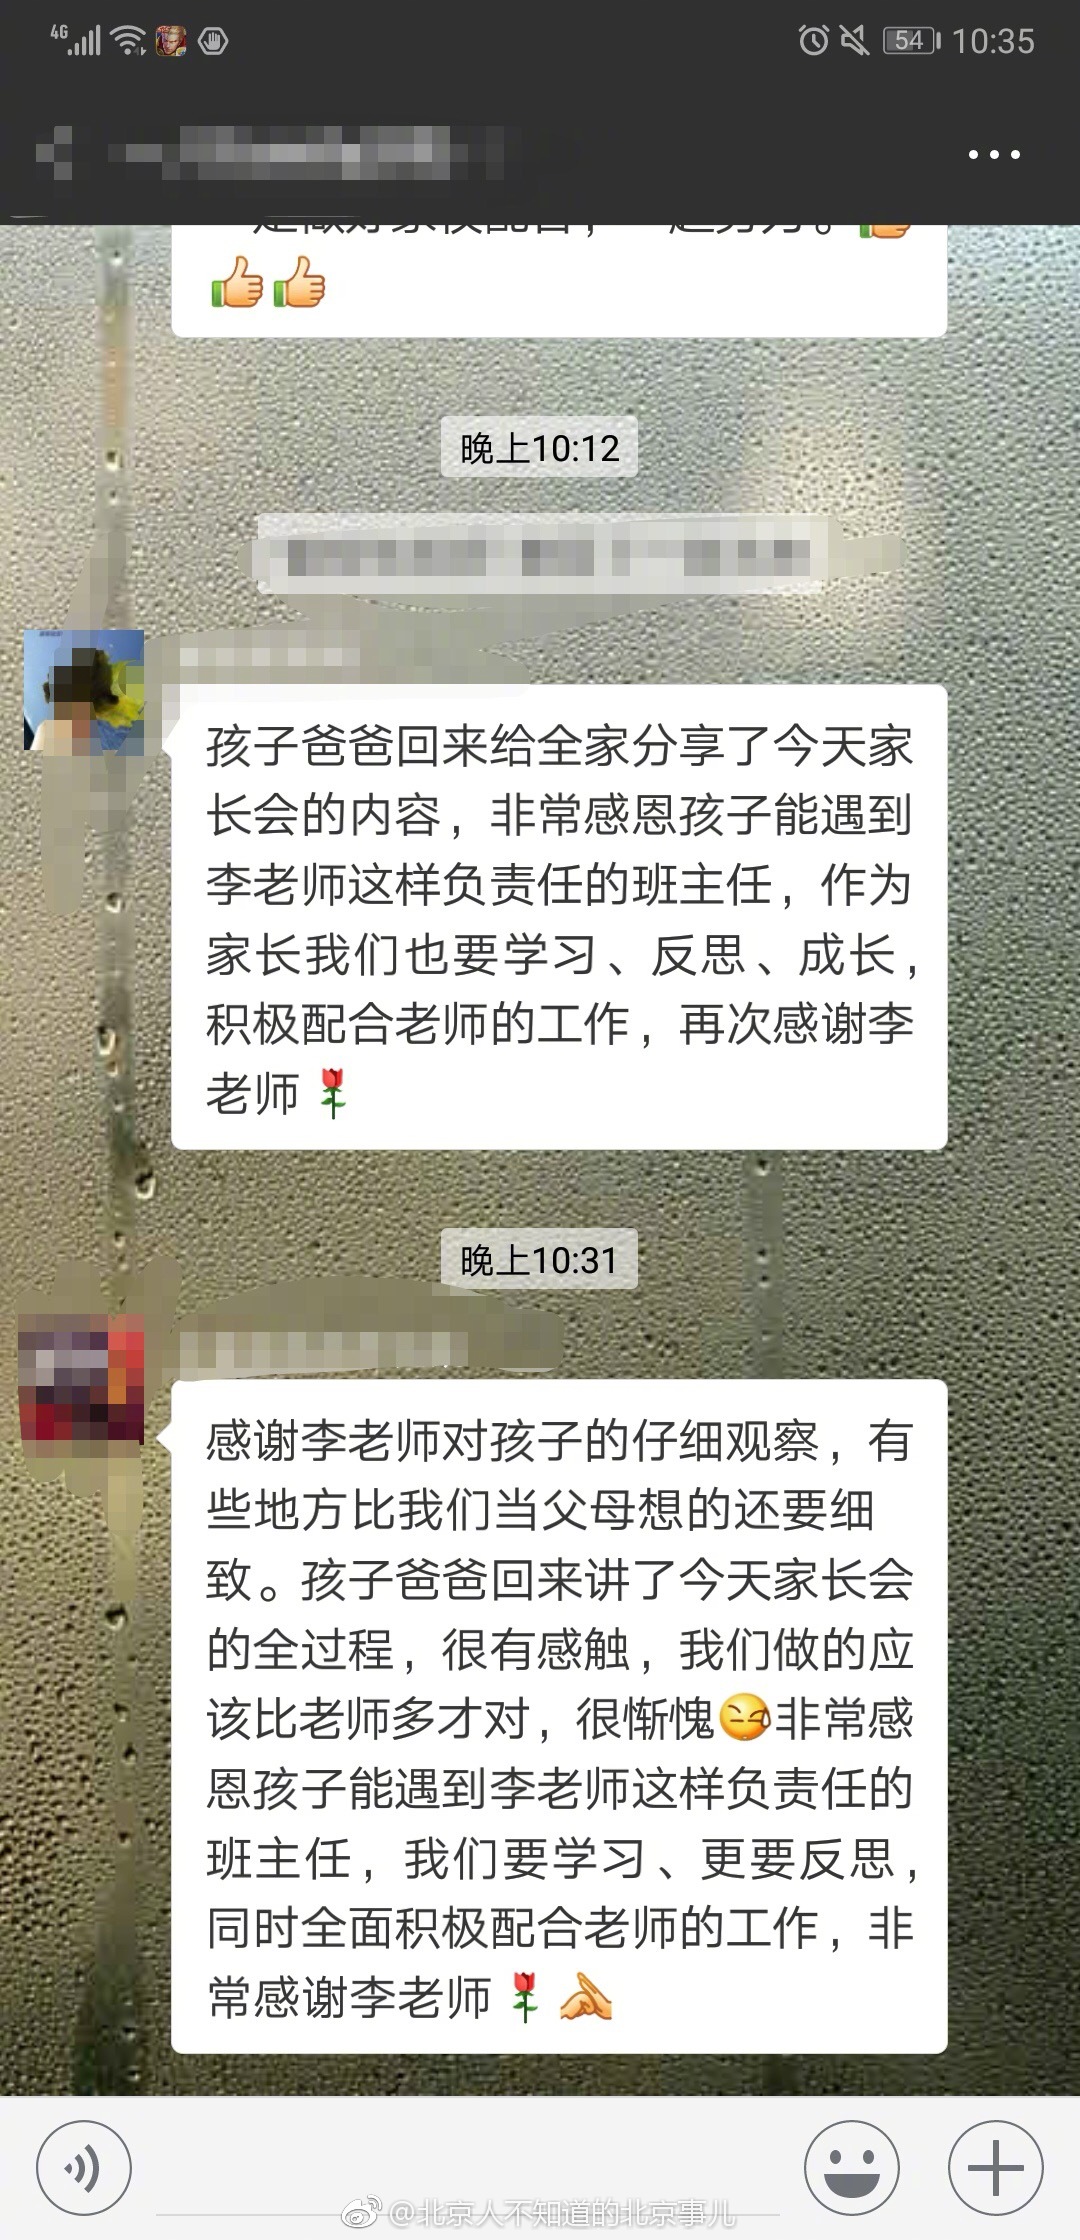 4G
54
10:35
晚上10:12
孩子爸爸回来给全家分享了今天家
长会的内容，非常感恩孩子能遇到
李老师这样负责任的班主任，作为
家长我们也要学习、反思、成长，
积极配合老师的工作，再次感谢李
老师🌹
晚上10:31
感谢李老师对孩子的仔细观察，有
些地方比我们当父母想的还要细
致。孩子爸爸回来讲了今天家长会
的全过程，很有感触，我们做的应
该比老师多才对，很惭愧😅非常感
恩孩子能遇到李老师这样负责任的
班主任，我们要学习、更要反思，
同时全面积极配合老师的工作，非
常感谢李老师🌹🙏
@北京人不知道的北京事儿